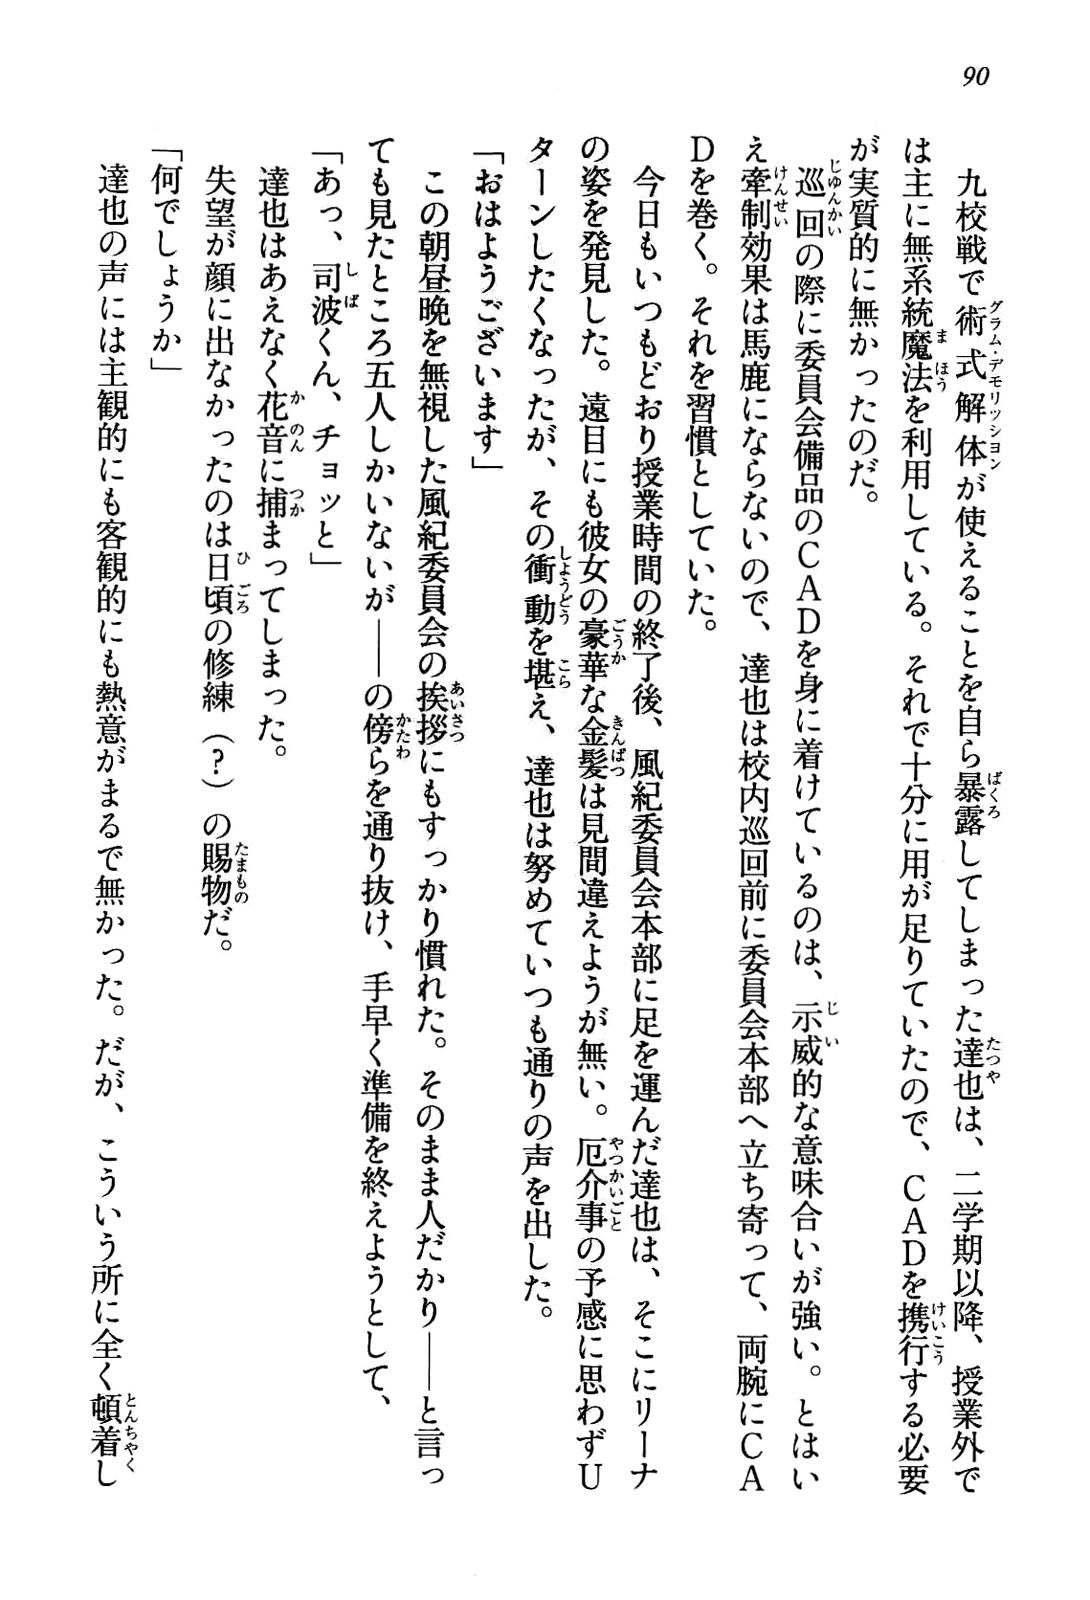 90
九校戦で術式解体が使えることを自ら暴露してしまった達也は、二学期以降、授業外で
は主に無系統魔法を利用している。それで十分に用が足りていたので、CADを携行する必要
が実質的に無かったのだ。
巡回の際に委員会備品のCADを身に着けているのは、示威的な意味合いが強い。とはい
え牽制効果は馬鹿にならないので、達也は校内巡回前に委員会本部へ立ち寄って、両腕にCA
Dを巻く。それを習慣としていた。
今日もいつもどおり授業時間の終了後、風紀委員会本部に足を運んだ達也は、そこにリーナ
の姿を発見した。遠目にも彼女の豪華な金髪は見間違えようが無い。厄介事の予感に思わずU
ターンしたくなったが、その衝動を堪え、達也は努めていつも通りの声を出した。
「おはようございます」
この朝昼晩を無視した風紀委員会の挨拶にもすっかり慣れた。そのまま人だかり――と言っ
ても見たところ五人しかいないが――の傍らを通り抜け、手早く準備を終えようとして、
「あっ、司波くん、チョッと」
達也はあえなく花音に捕まってしまった。
失望が顔に出なかったのは日頃の修練(?)の賜物だ。
「何でしょうか」
達也の声には主観的にも客観的にも熱意がまるで無かった。だが、こういう所に全く頓着し